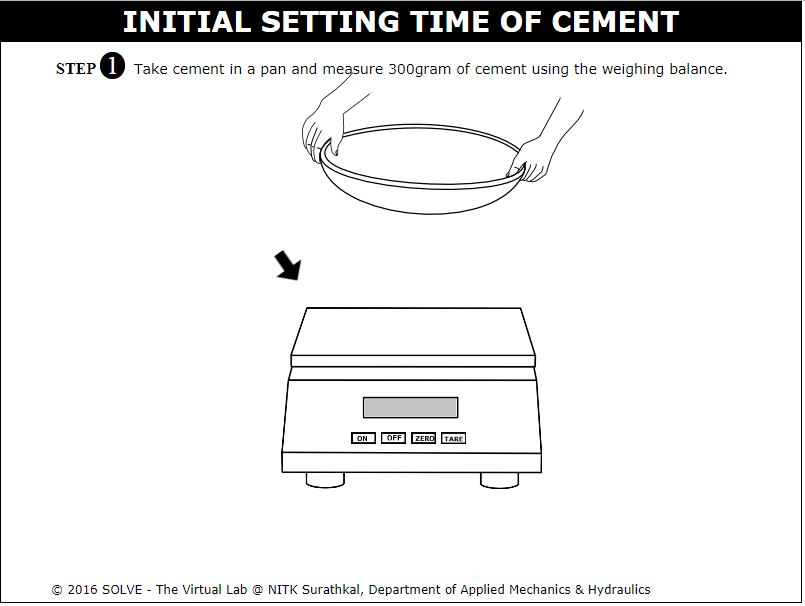 INITIAL SETTING TIME OF CEMENT
STEP 1 Take cement in a pan and measure 300gram of cement using the weighing balance.
ON OFF ZERO TARE
© 2016 SOLVE - The Virtual Lab @ NITK Surathkal, Department of Applied Mechanics & Hydraulics